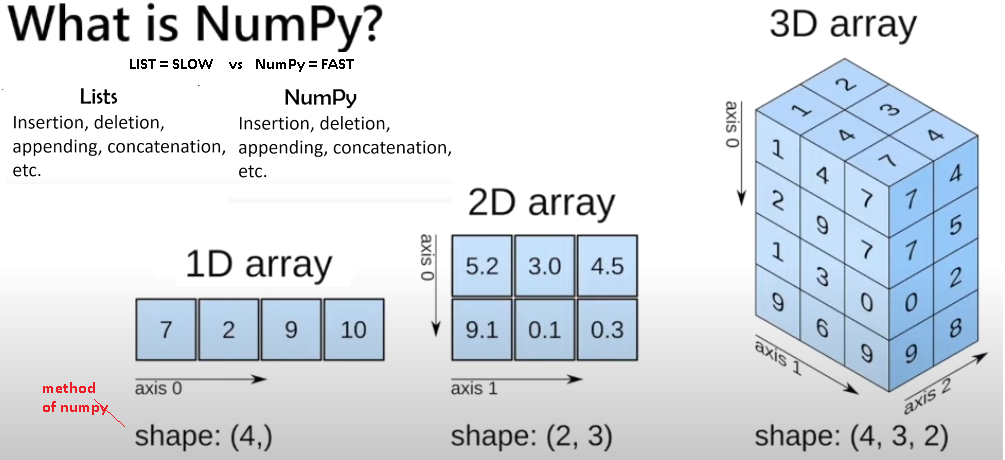 What is NumPy?
LIST = SLOW vs NumPy = FAST
Lists
Insertion, deletion,
appending, concatenation,
etc.
NumPy
Insertion, deletion,
appending, concatenation,
etc.
1D array
7 2 9 10
axis 0
method
of numpy
shape: (4,)
2D array
axis 0
5.2 3.0 4.5
9.1 0.1 0.3
axis 1
shape: (2, 3)
3D array
axis 0
2
1 3
4 4
7
1 4 7 7 4
2 9 7 7 5
1 3 0 0 2
9 6 9 9 8
axis 1
axis 2
shape: (4, 3, 2)